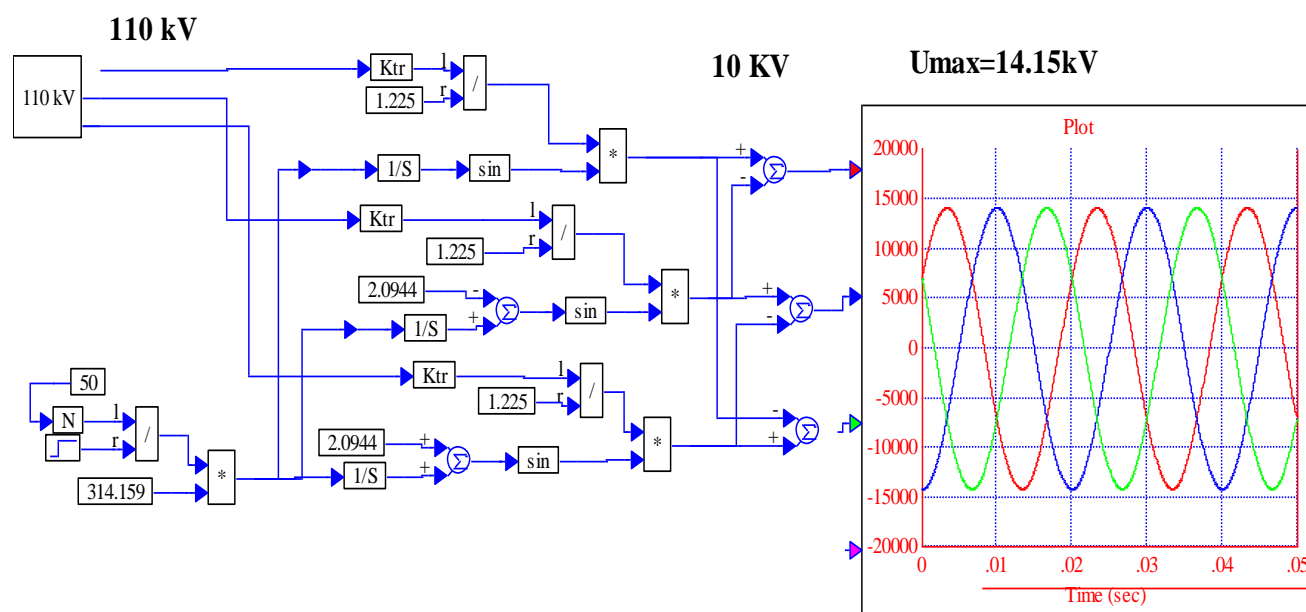 110 kV
10 KV
Umax=14.15kV
110 kV
Ktr
l
/
r
1.225
*
1/S
sin
+
Σ
-
Ktr
l
/
r
1.225
*
2.0944
-
Σ
+
sin
1/S
+
Σ
-
Ktr
l
/
r
1.225
*
2.0944
+
Σ
+
sin
1/S
-
Σ
+
50
N
l
/
r
*
314.159
Plot
20000
15000
10000
5000
0
-5000
-10000
-15000
-20000
0 .01 .02 .03 .04 .05
Time (sec)